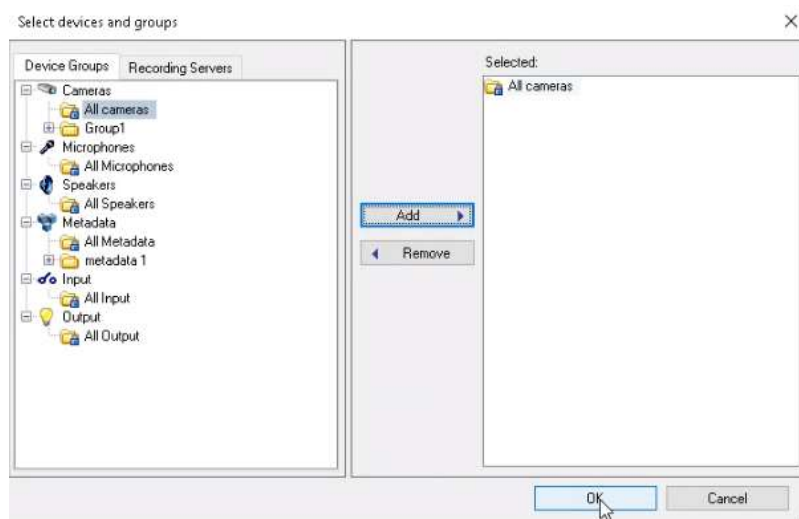 Select devices and groups
Device Groups
Recording Servers
Cameras
All cameras
Group1
Microphones
All Microphones
Speakers
All Speakers
Metadata
All Metadata
metadata 1
Input
All Input
Output
All Output
Add
Remove
Selected:
All cameras
OK
Cancel